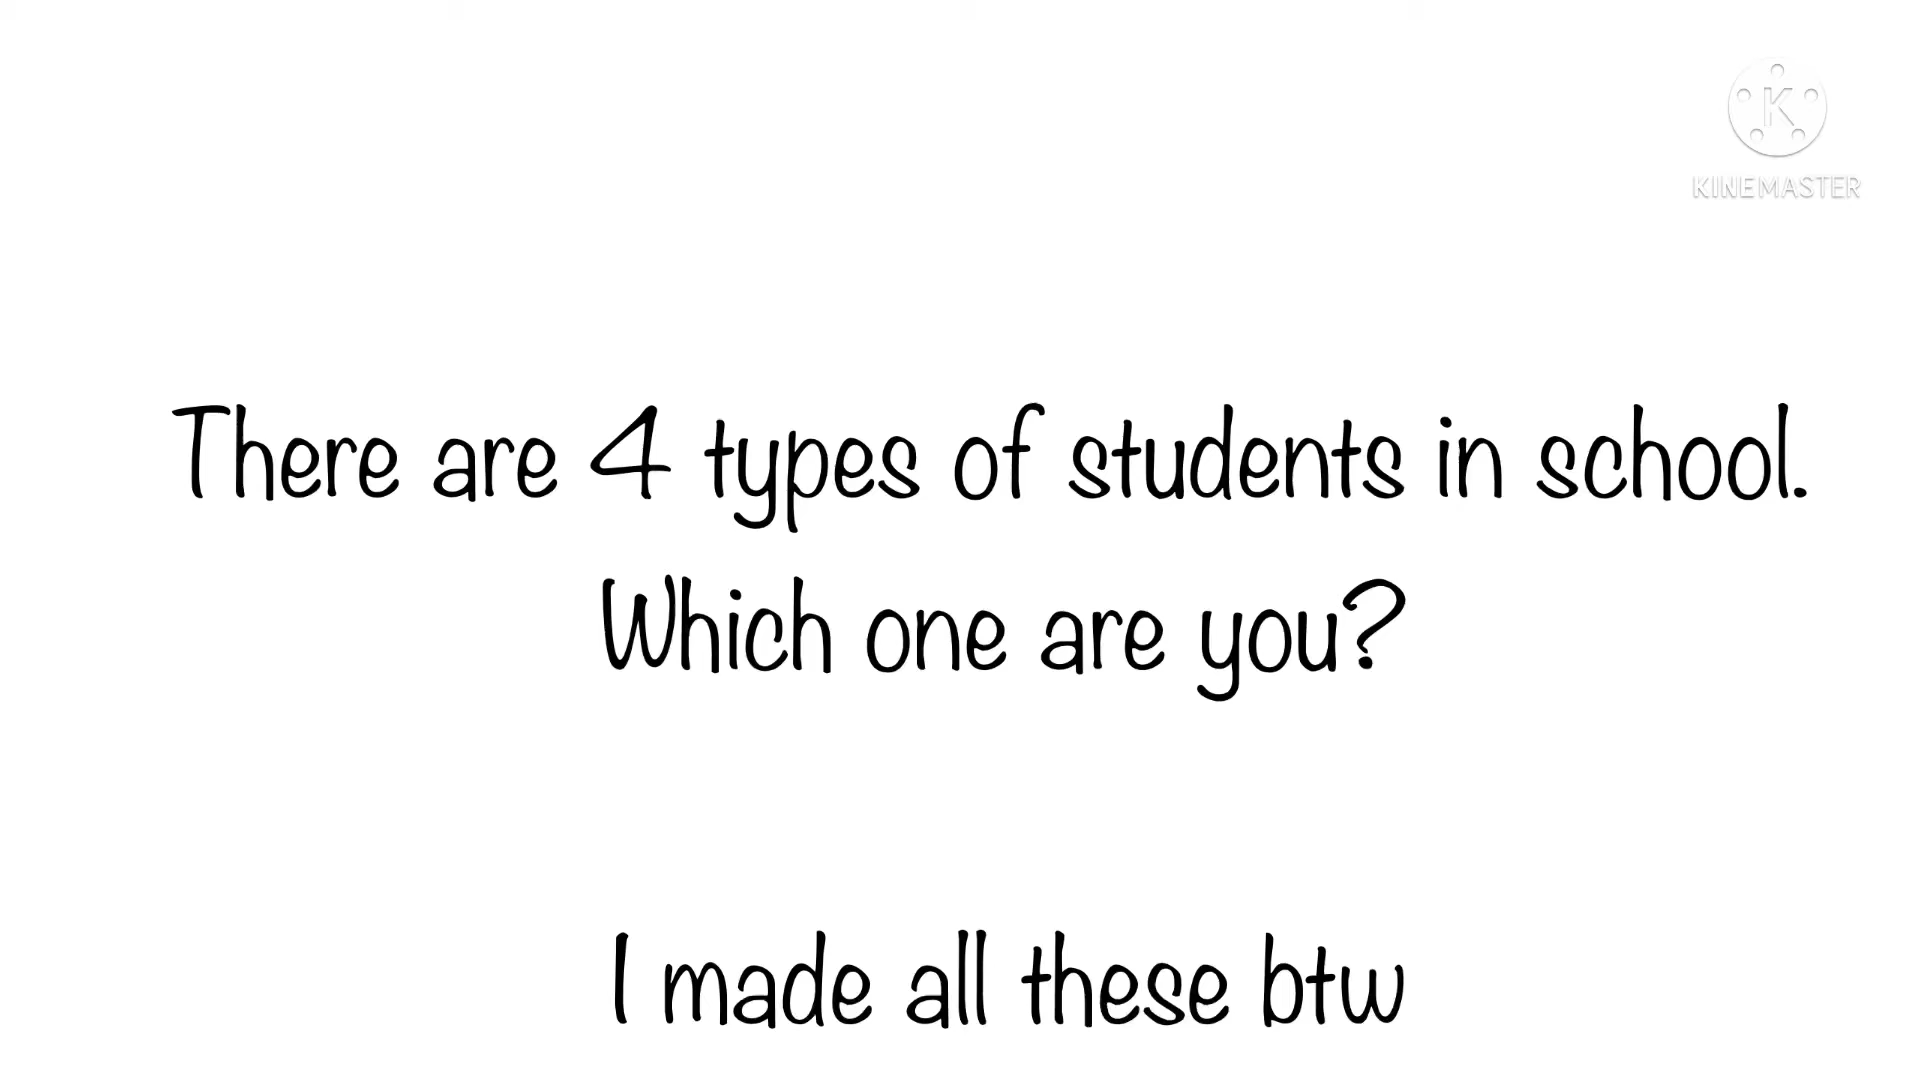 K
KINEMASTER
There are 4 types of students in school.
Which one are you?
I made all these btw